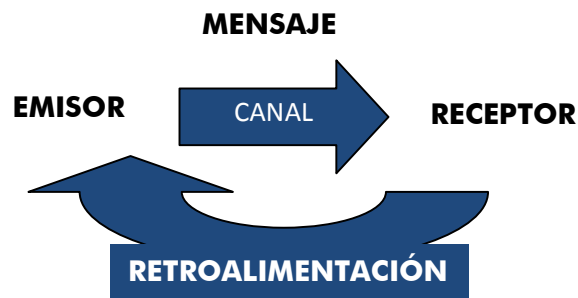 MENSAJE
EMISOR
CANAL
RECEPTOR
RETROALIMENTACIÓN